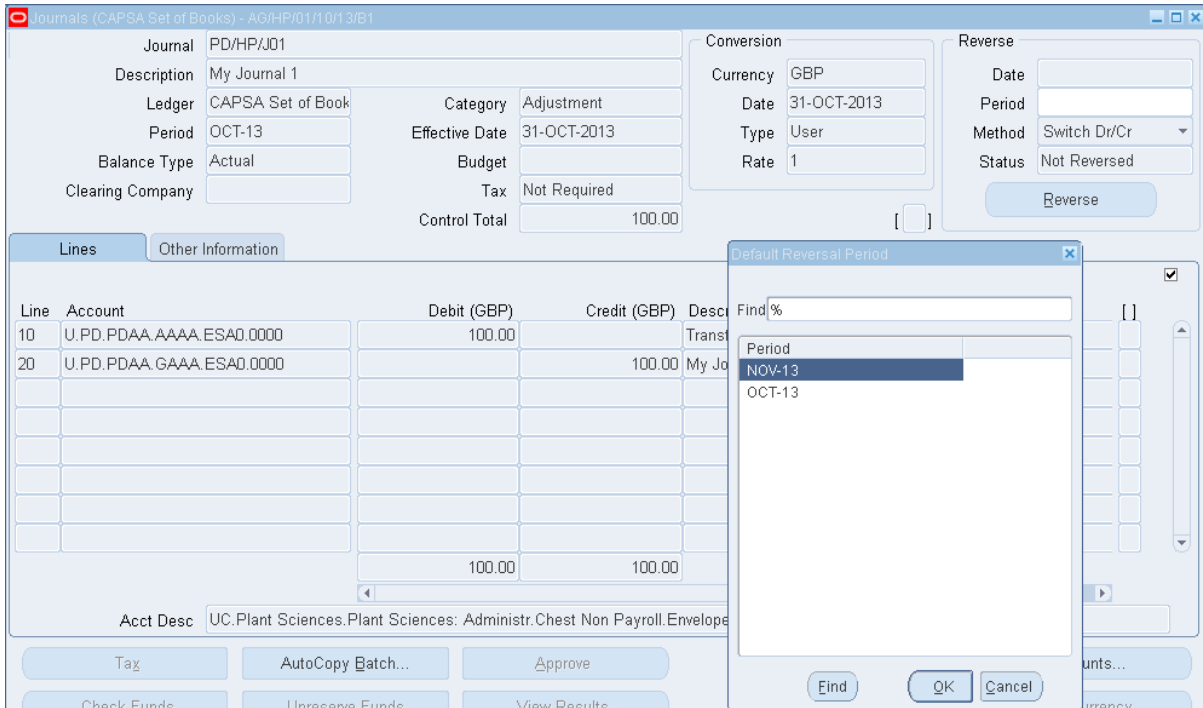 Journals (CAPSA Set of Books) - AG/HP/01/10/13/B1
Journal PD/HP/J01
Description My Journal 1
Ledger CAPSA Set of Book Category Adjustment
Period OCT-13 Effective Date 31-OCT-2013
Balance Type Actual Budget
Clearing Company Tax Not Required
Control Total 100.00
Conversion
Currency GBP
Date 31-OCT-2013
Type User
Rate 1
Reverse
Date
Period
Method Switch Dr/Cr
Status Not Reversed
Reverse
[ ]
Lines Other Information
Line Account Debit (GBP) Credit (GBP) Descr [ ]
10 U.PD.PDAA.AAAA.ESA0.0000 100.00 Transf
20 U.PD.PDAA.GAAA.ESA0.0000 100.00 My Jo
100.00 100.00
Acct Desc UC.Plant Sciences.Plant Sciences: Administr.Chest Non Payroll.Envelope
Default Reversal Period
Find %
Period
NOV-13
OCT-13
Find OK Cancel
Tax AutoCopy Batch... Approve unts...
Check Funds Unreserve Funds View Results urrency